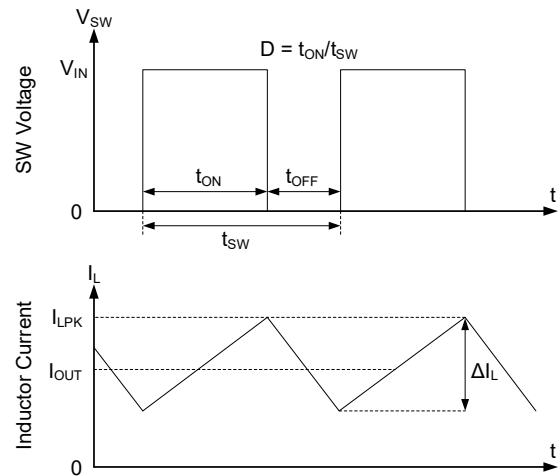 V_SW
D = t_ON/t_SW
V_IN
SW Voltage
t_ON
t_OFF
t
0
t_SW
I_L
I_LPK
I_OUT
ΔI_L
Inductor Current
t
0